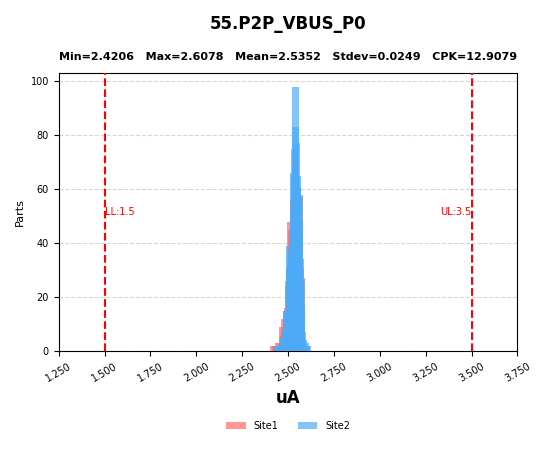 55.P2P_VBUS_P0
Min=2.4206 Max=2.6078 Mean=2.5352 Stdev=0.0249 CPK=12.9079
100
80
60
40
20
0
Parts
LL:1.5
UL:3.5
1.250 1.500 1.750 2.000 2.250 2.500 2.750 3.000 3.250 3.500 3.750
uA
Site1 Site2